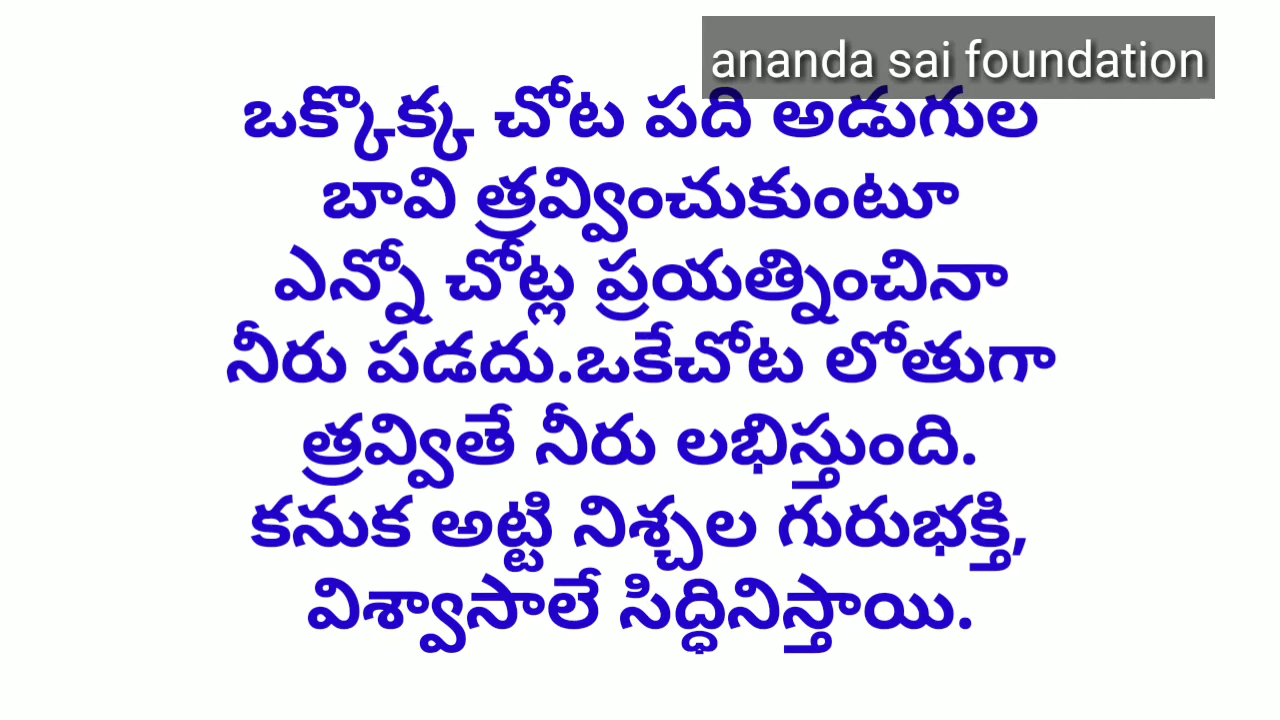 ananda sai foundation
ఒక్కొక్క చోట పది అడుగుల
బావి త్రవ్వించుకుంటూ
ఎన్నో చోట్ల ప్రయత్నించినా
నీరు పడదు.ఒకేచోట లోతుగా
త్రవ్వితే నీరు లభిస్తుంది.
కనుక అట్టి నిశ్చల గురుభక్తి,
విశ్వాసాలే సిద్ధినిస్తాయి.